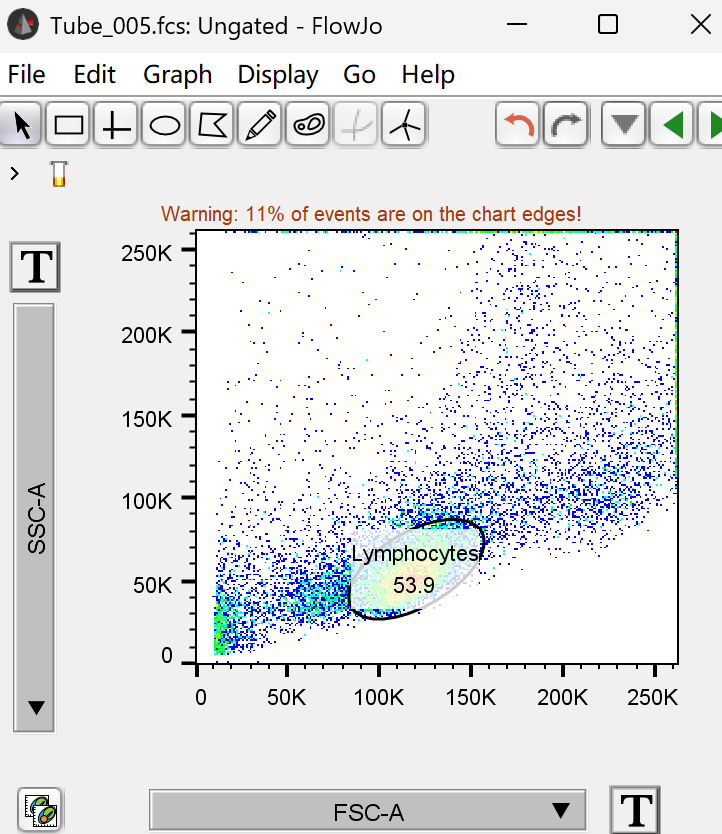 Tube_005.fcs: Ungated - FlowJo
File Edit Graph Display Go Help
Warning: 11% of events are on the chart edges!
T
250K
200K
150K
100K
50K
0
SSC-A
Lymphocytes
53.9
0 50K 100K 150K 200K 250K
FSC-A
T